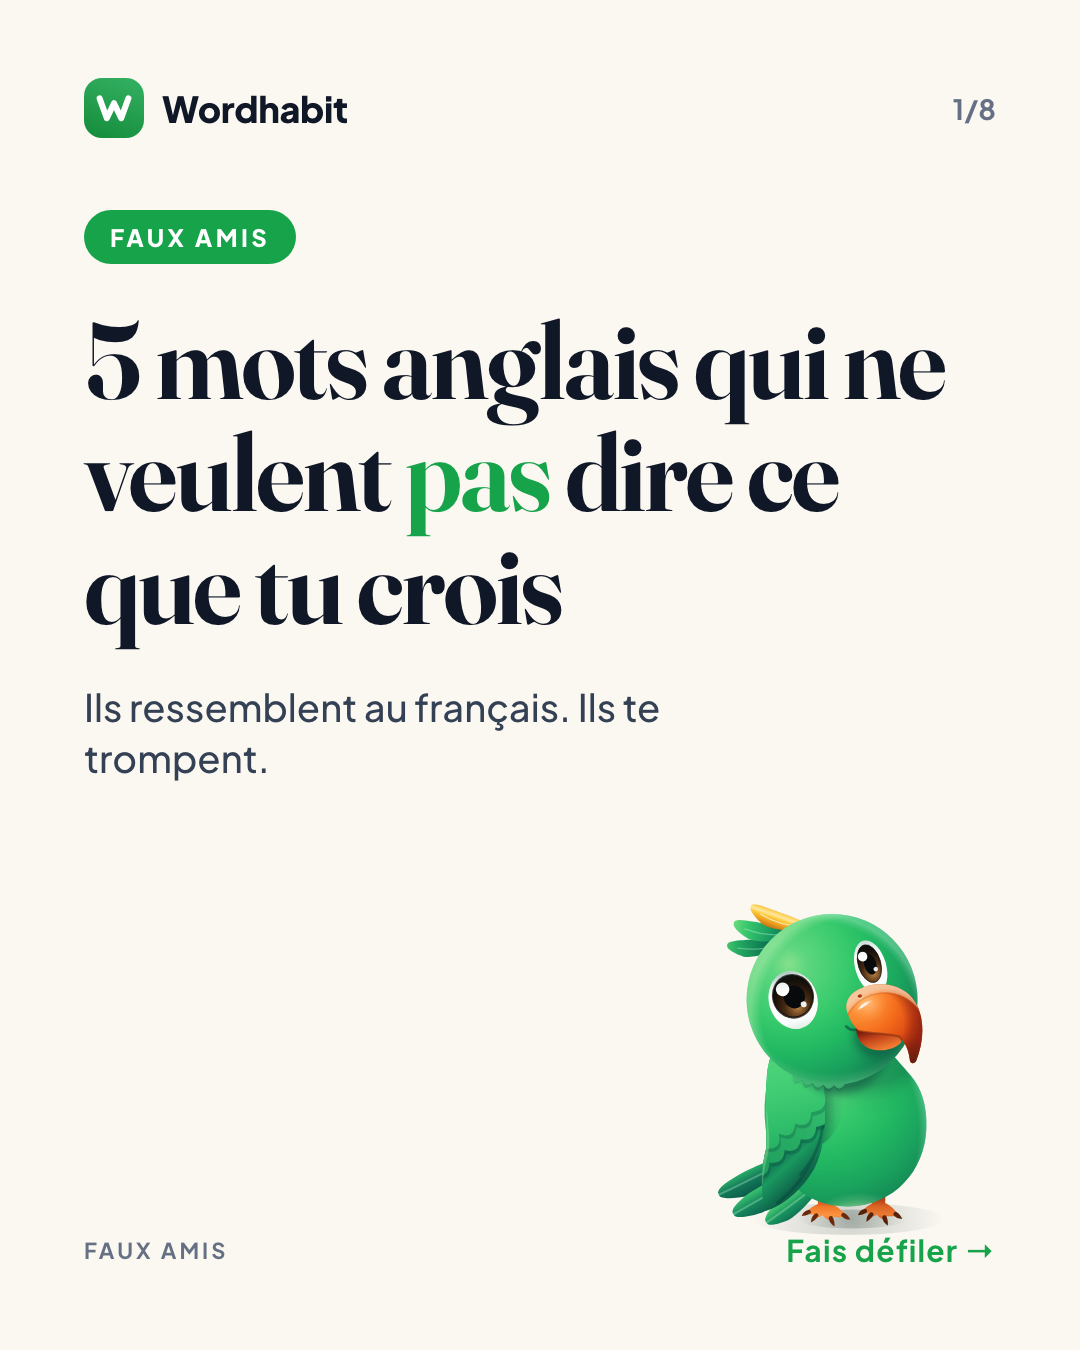 Wordhabit
1/8
FAUX AMIS
5 mots anglais qui ne
veulent pas dire ce
que tu crois
Ils ressemblent au français. Ils te
trompent.
FAUX AMIS
Fais défiler →